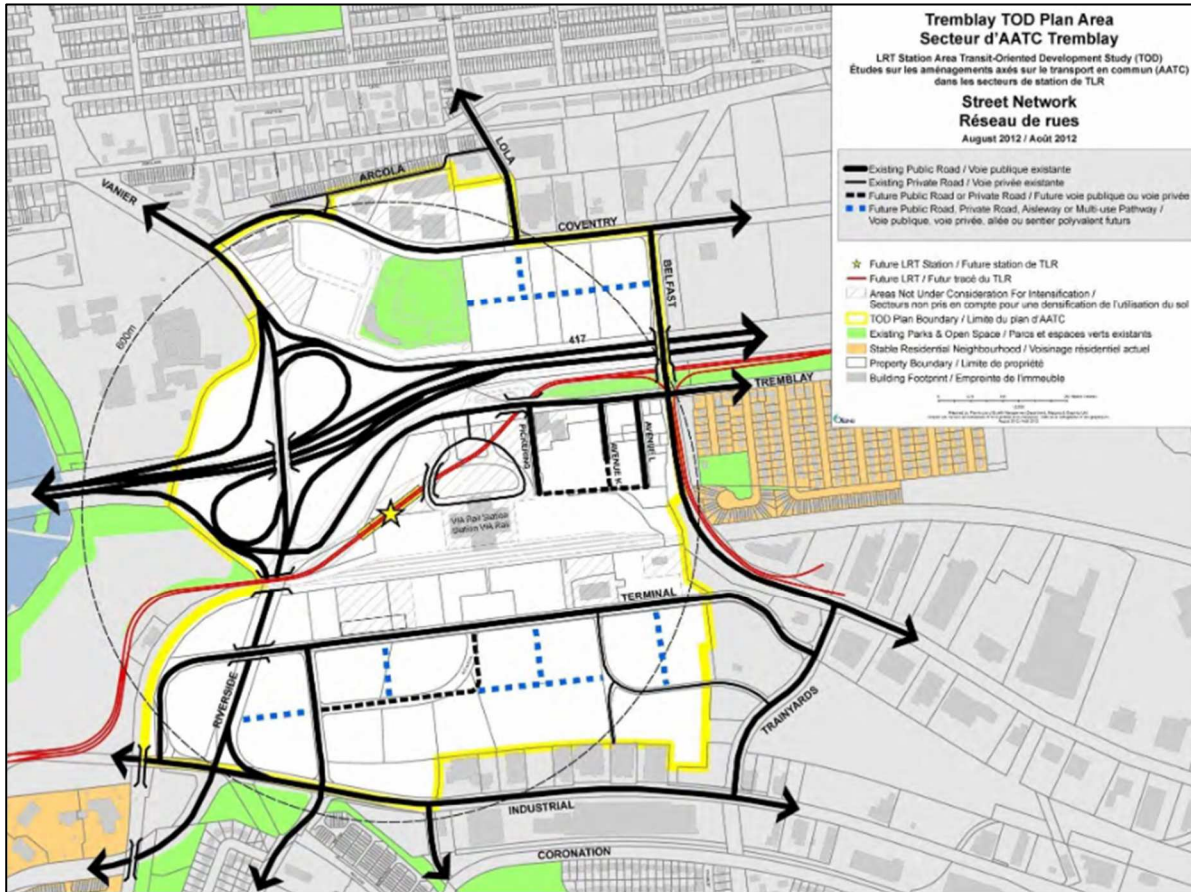 Tremblay TOD Plan Area
Secteur d'AATC Tremblay
LRT Station Area Transit-Oriented Development Study (TOD)
Études sur les aménagements axés sur le transport en commun (AATC)
dans les secteurs de station de TLR
Street Network
Réseau de rues
August 2012 / Août 2012
Existing Public Road / Voie publique existante
Existing Private Road / Voie privée existante
Future Public Road or Private Road / Future voie publique ou voie privée
Future Public Road, Private Road, Aisleway or Multi-use Pathway /
Voie publique, voie privée, allée ou sentier polyvalent futurs
Future LRT Station / Future station de TLR
Future LRT / Futur tracé du TLR
Areas Not Under Consideration For Intensification /
Secteurs non pris en compte pour une densification de l'utilisation du sol
TOD Plan Boundary / Limite du plan d'AATC
Existing Parks & Open Space / Parcs et espaces verts existants
Stable Residential Neighbourhood / Voisinage résidentiel actuel
Property Boundary / Limite de propriété
Building Footprint / Empreinte de l'immeuble
VANIER
ARCOLA
LOLA
COVENTRY
BELFAST
600m
417
TREMBLAY
PICKERING
AVENUE K
AVENUE L
VIA Rail Station
station VIA Rail
TERMINAL
RIVERSIDE
TRAINYARDS
INDUSTRIAL
CORONATION